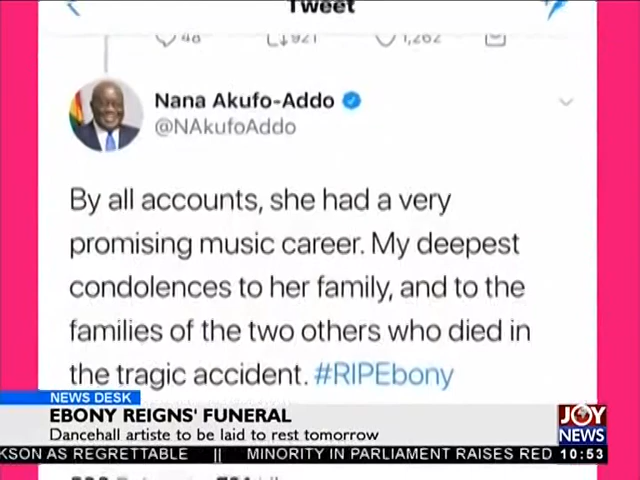 Tweet
921
1,262
Nana Akufo-Addo
@NAkufoAddo
By all accounts, she had a very
promising music career. My deepest
condolences to her family, and to the
families of the two others who died in
the tragic accident. #RIPEbony
NEWS DESK
EBONY REIGNS' FUNERAL
Dancehall artiste to be laid to rest tomorrow
JOY
NEWS
KSON AS REGRETTABLE || MINORITY IN PARLIAMENT RAISES RED
10:53